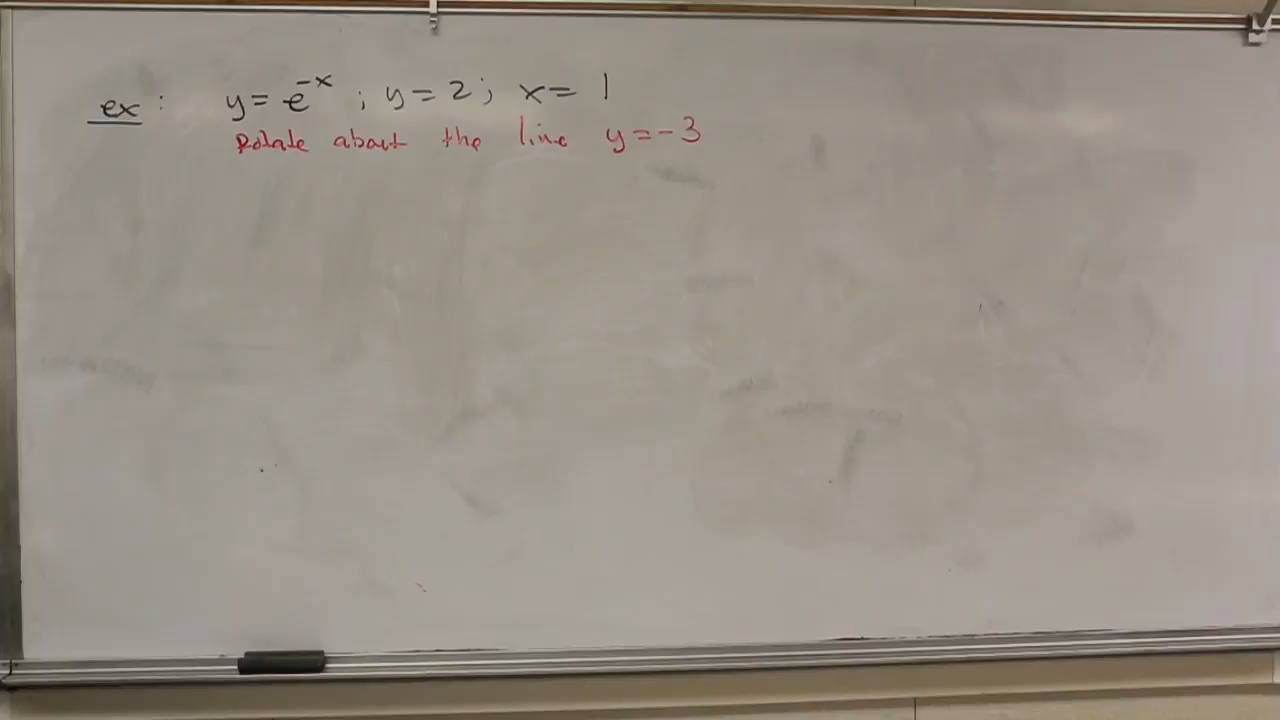 ex : y = e⁻ˣ ; y = 2; x = 1
Rotate about the line y = -3